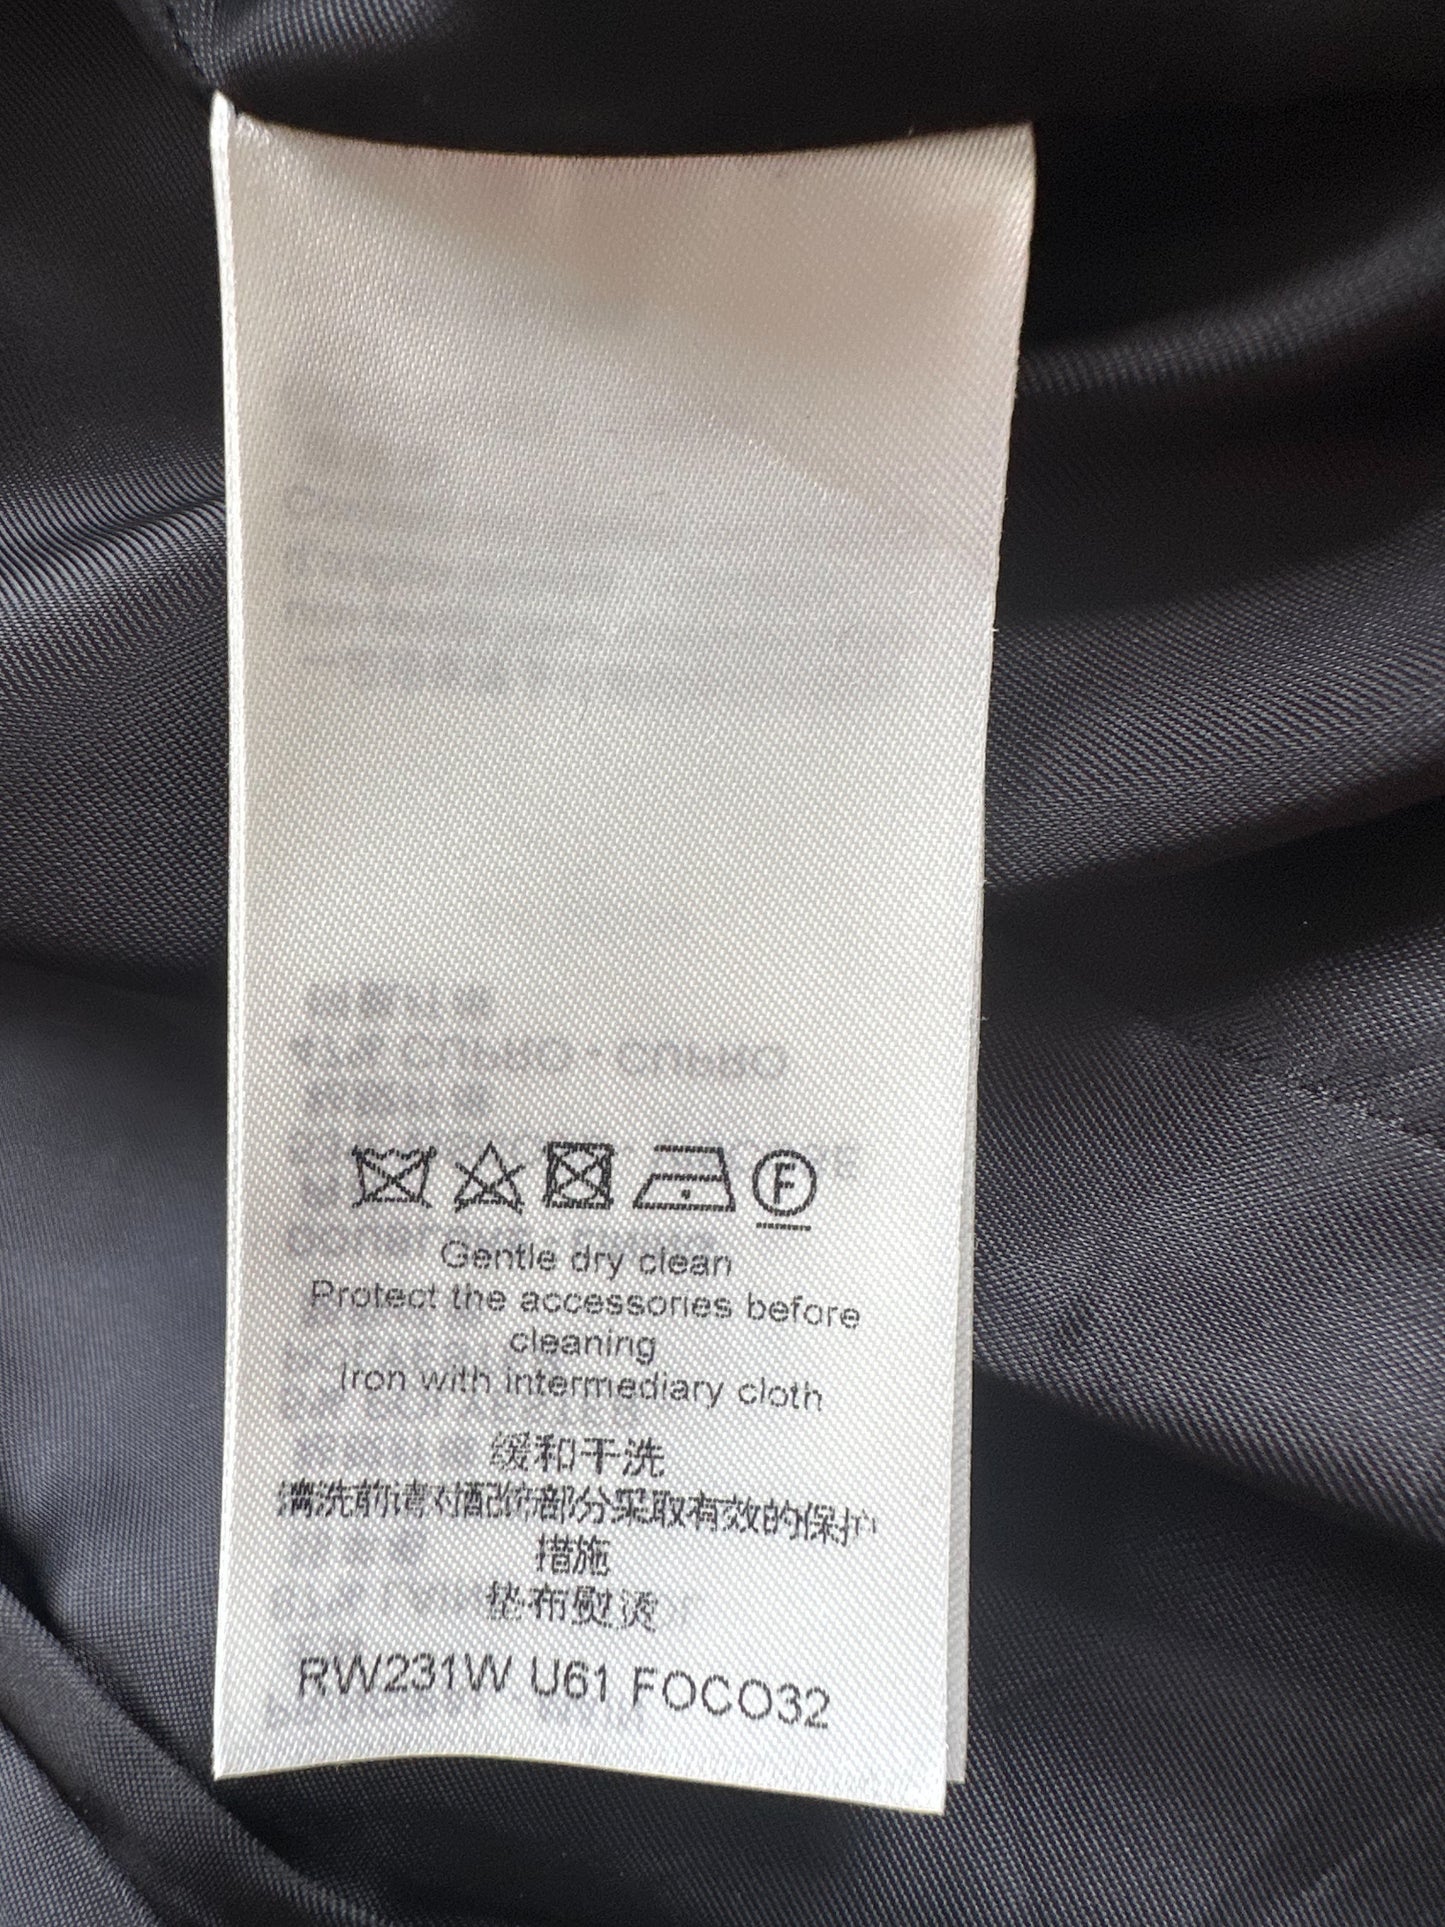 F
Gentle dry clean
Protect the accessories before
cleaning
Iron with intermediary cloth
缓和干洗
清洗前请对酒改饰部分采取有效的保护
措施
垫布熨烫
RW231W U61 FOCO32